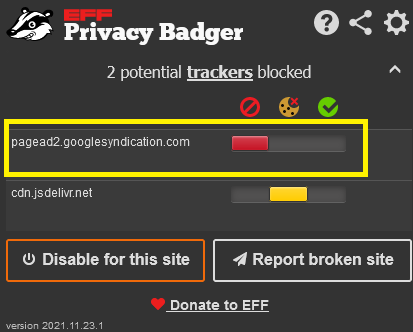 EFF
Privacy Badger
2 potential trackers blocked
pagead2.googlesyndication.com
cdn.jsdelivr.net
Disable for this site
Report broken site
Donate to EFF
version 2021.11.23.1